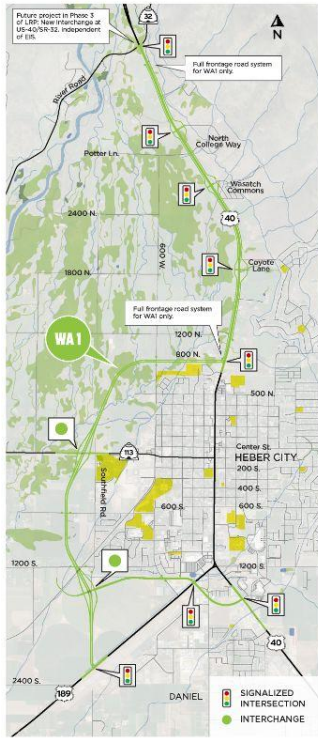 Future project in Phase 3
of LRP: New Interchange at
US-40/SR-32. Independent
of EIS.
32
N
Full frontage road system
for WA1 only.
River Road
North
College Way
Potter Ln.
Wasatch
Commons
2400 N.
40
600 W.
Coyote
Lane
1800 N.
Full frontage road system
for WA1 only.
1200 N.
WA1
800 N.
500 N.
Center St.
113
HEBER CITY
200 S.
Southfield Rd.
400 S.
600 S.
600 S.
1200 S.
1200 S.
40
2400 S.
189
DANIEL
SIGNALIZED
INTERSECTION
INTERCHANGE